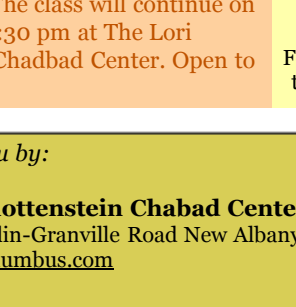 he class will continue on
:30 pm at The Lori
Chadbad Center. Open to
F
t
u by:
ottenstein Chabad Cente
lin-Granville Road New Albany
umbus.com